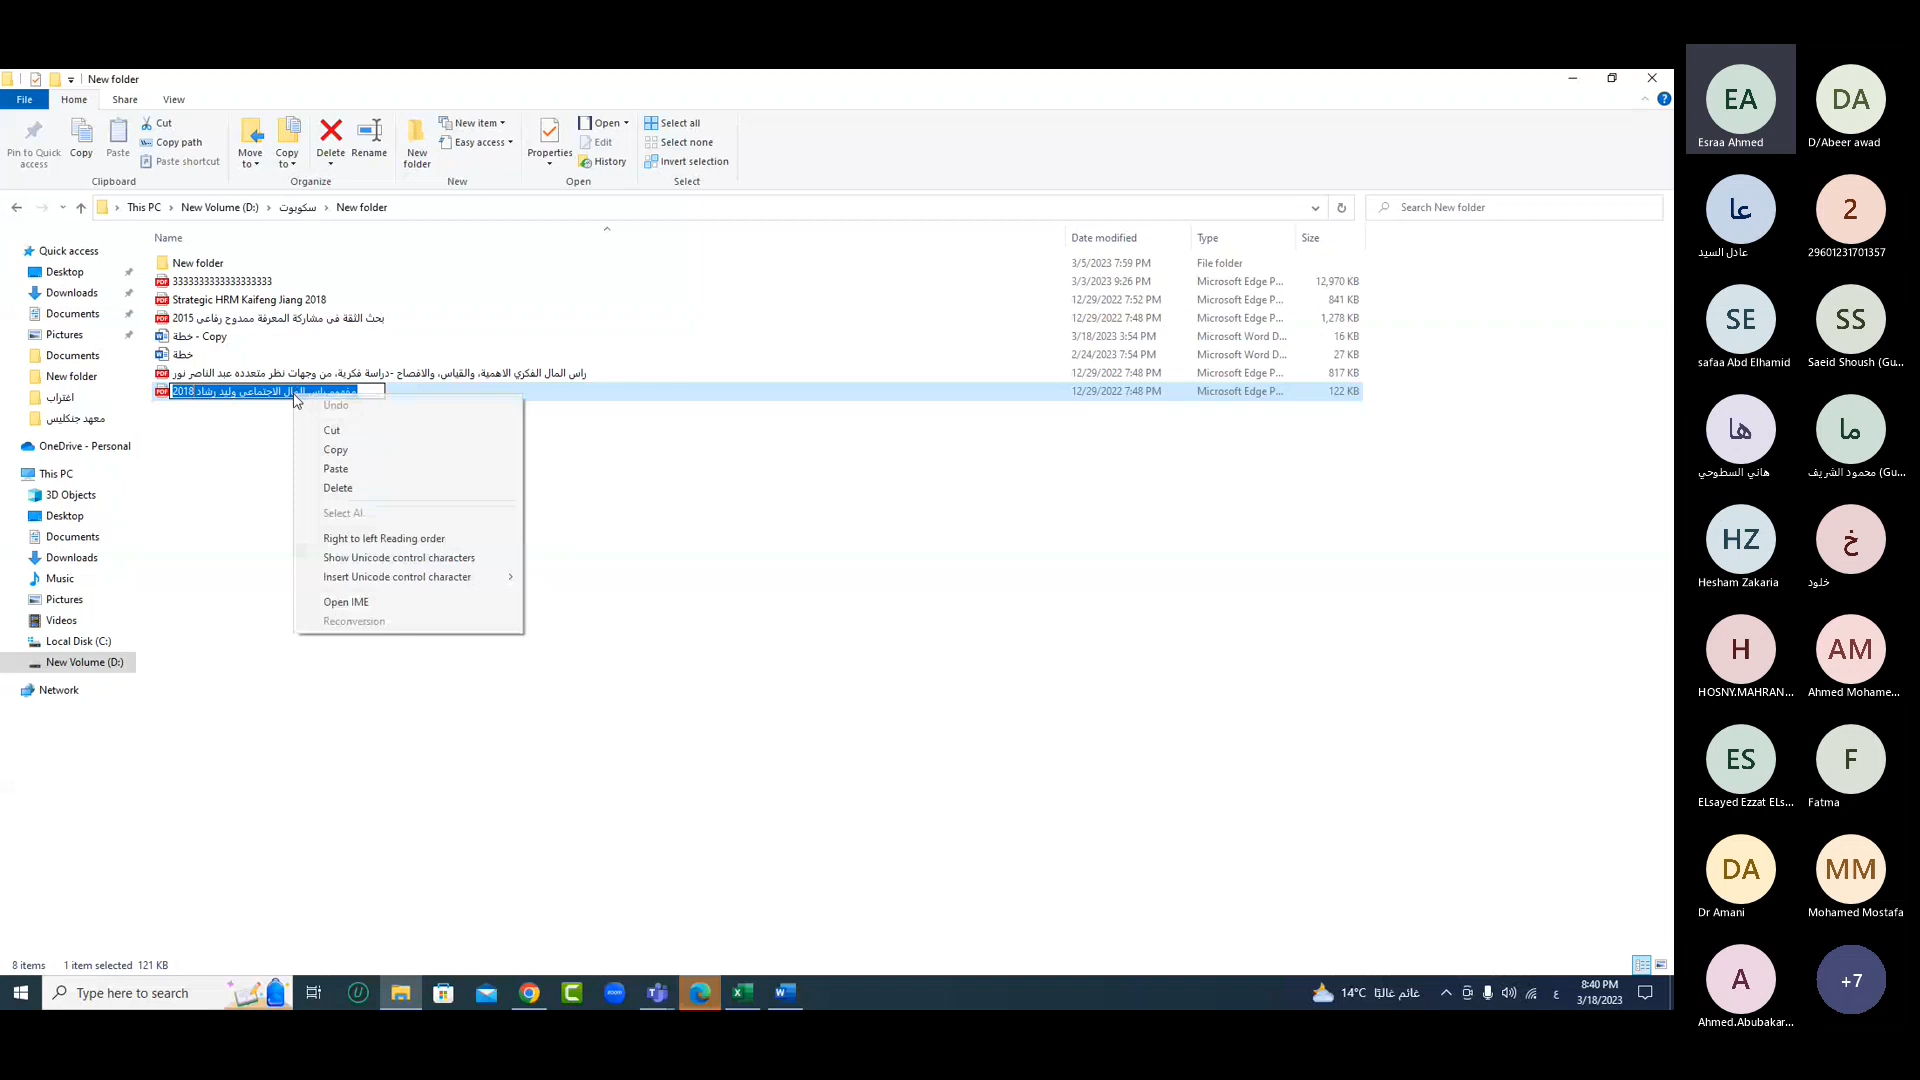 New folder
File Home Share View
Pin to Quick access
Copy
Paste
Cut
Copy path
Paste shortcut
Clipboard
Move to
Copy to
Delete
Rename
Organize
New folder
New item
Easy access
New
Properties
Open
Edit
History
Open
Select all
Select none
Invert selection
Select
This PC > New Volume (D:) > سكوبوت > New folder
Search New folder
Name Date modified Type Size
New folder 3/5/2023 7:59 PM File folder
Strategic HRM Kaifeng Jiang 2018 12/29/2022 7:52 PM Microsoft Edge P... 841 KB
بحث الثقة فى مشاركة المعرفة ممدوح رفاعى 2015 12/29/2022 7:48 PM Microsoft Edge P... 1,278 KB
خطة - Copy 3/18/2023 3:54 PM Microsoft Word D... 16 KB
خطة 2/24/2023 7:54 PM Microsoft Word D... 27 KB
راس المال الفكري الاهمية، والقياس، والافصاح -دراسة فكرية، من وجهات نظر متعدده عبد الناصر نور 12/29/2022 7:48 PM Microsoft Edge P... 817 KB
مفهوم راس المال الاجتماعي وليد رشاد 2018 12/29/2022 7:48 PM Microsoft Edge P... 122 KB
Undo
Cut
Copy
Paste
Delete
Select Al
Right to left Reading order
Show Unicode control characters
Insert Unicode control character
Open IME
Reconversion
Quick access
Desktop
Downloads
Documents
Pictures
Documents
New folder
اغتراب
معهد جنكليس
OneDrive - Personal
This PC
3D Objects
Desktop
Documents
Downloads
Music
Pictures
Videos
Local Disk (C:)
New Volume (D:)
Network
8 items 1 item selected 121 KB
Type here to search
14°C غائم غالبًا
ع
8:40 PM
3/18/2023
EA
Esraa Ahmed
DA
D/Abeer awad
عا
عادل السيد
2
29601231701357
SE
safaa Abd Elhamid
SS
Saeid Shoush (Gu...
ها
هاني السطوحي
ما
محمود الشريف (Gu...
HZ
Hesham Zakaria
خ
خلود
H
HOSNY.MAHRAN...
AM
Ahmed Mohame...
ES
ELsayed Ezzat ELs...
F
Fatma
DA
Dr Amani
MM
Mohamed Mostafa
A
Ahmed.Abubakar...
+7